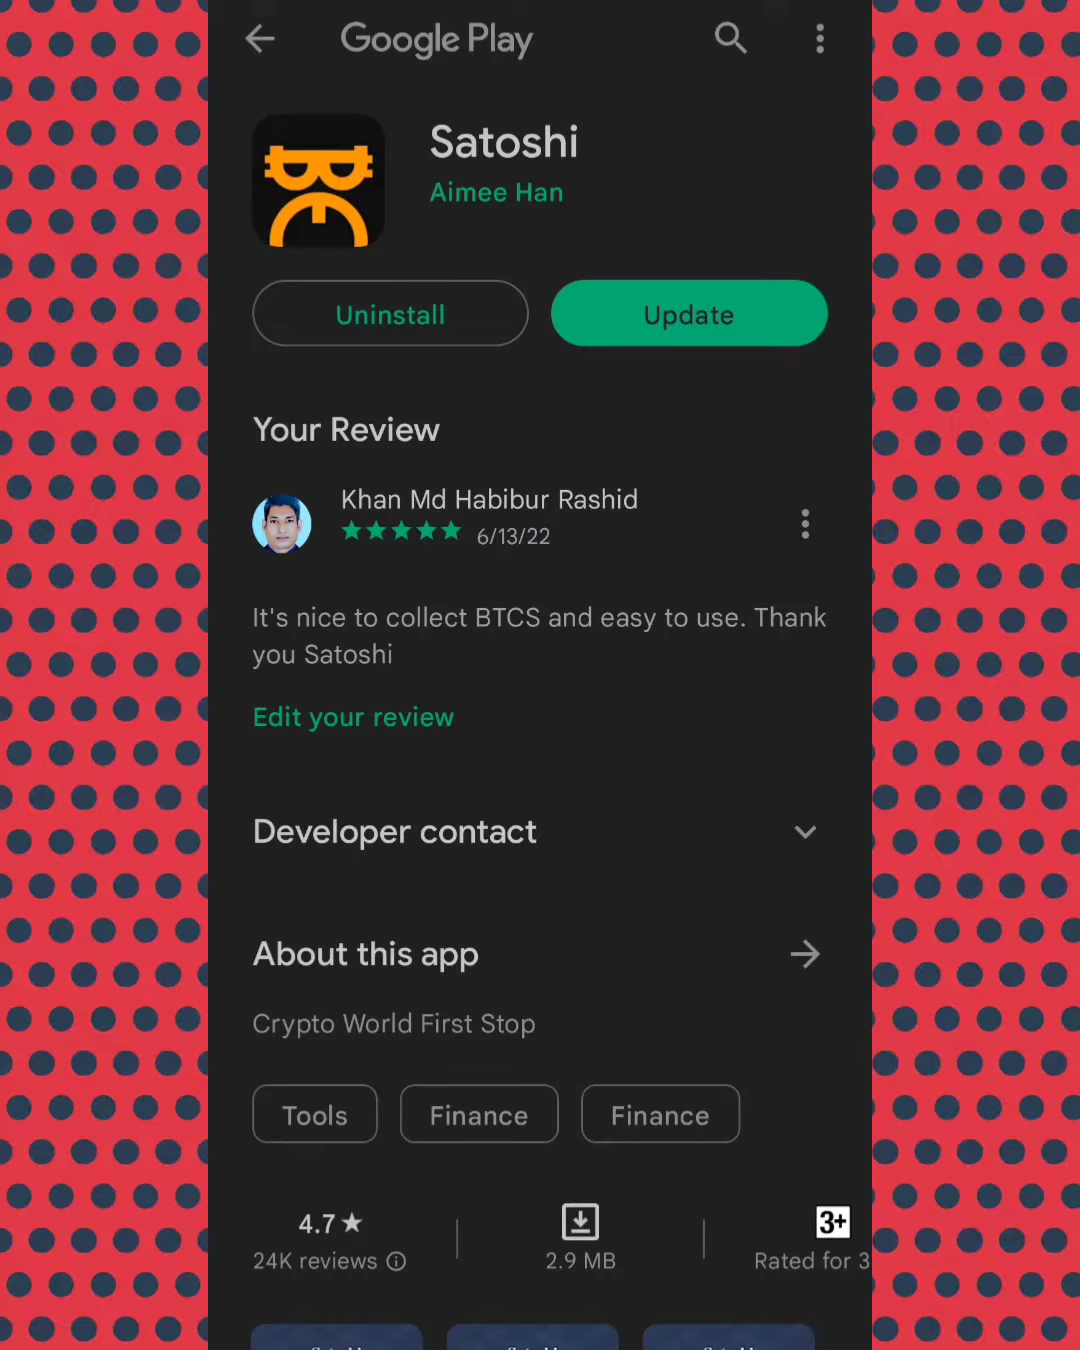 Google Play
Satoshi
Aimee Han
Uninstall
Update
Your Review
Khan Md Habibur Rashid
6/13/22
It's nice to collect BTCS and easy to use. Thank
you Satoshi
Edit your review
Developer contact
About this app
Crypto World First Stop
Tools
Finance
Finance
4.7★
24K reviews
2.9 MB
3+
Rated for 3